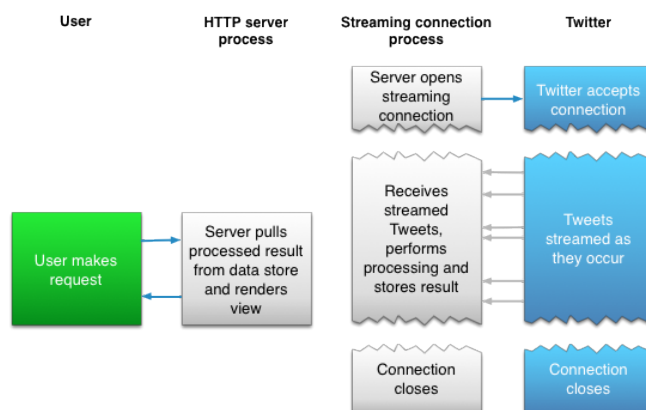 User
HTTP server
process
Streaming connection
process
Twitter
Server opens
streaming
connection
Twitter accepts
connection
User makes
request
Server pulls
processed result
from data store
and renders
view
Receives
streamed
Tweets,
performs
processing and
stores result
Tweets
streamed as
they occur
Connection
closes
Connection
closes